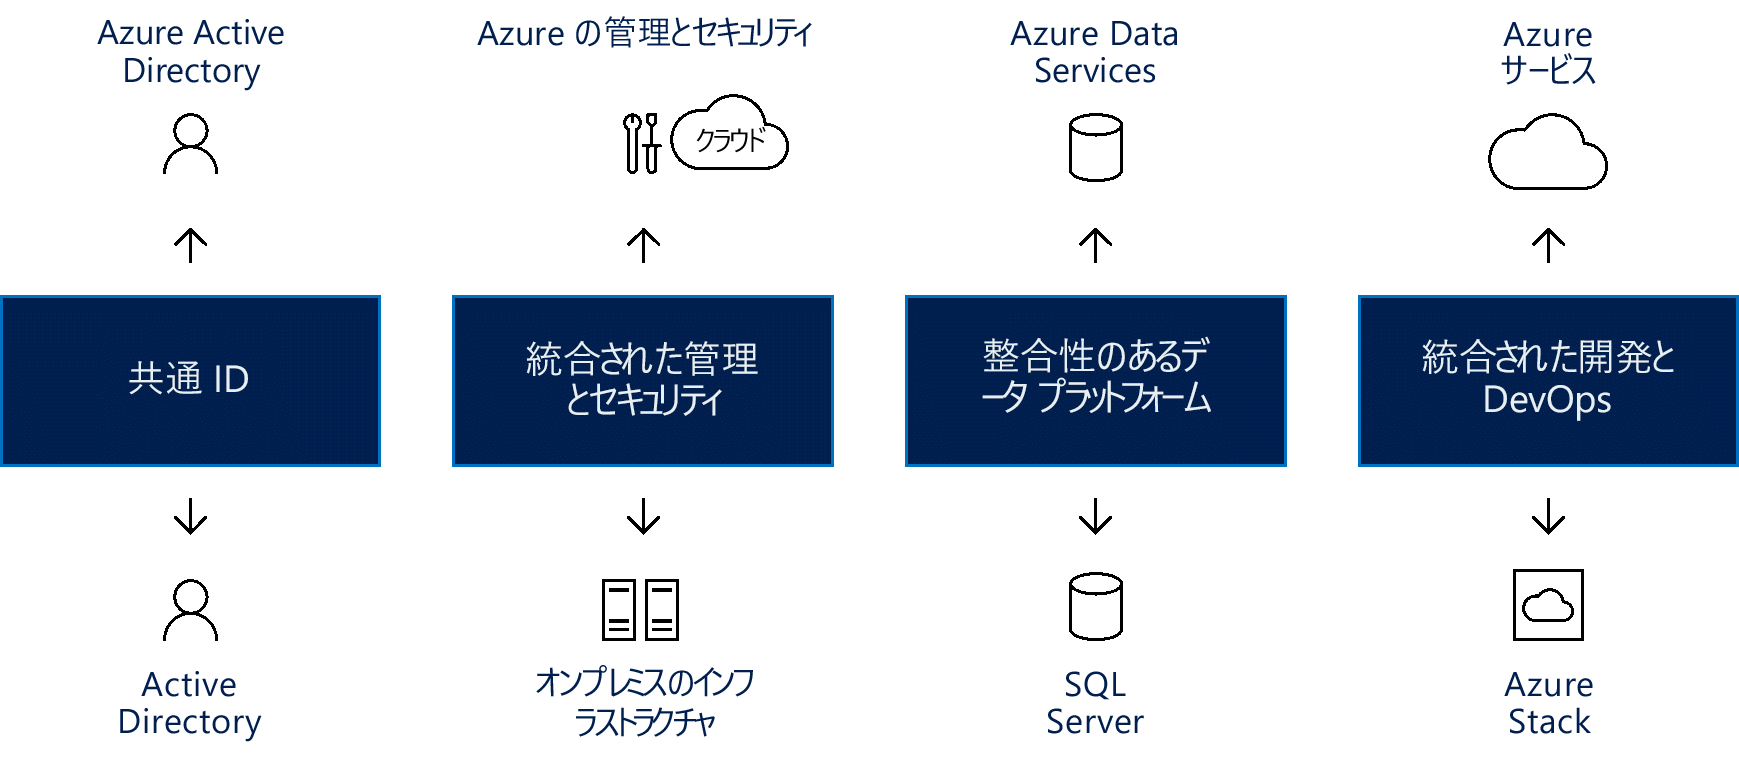 Azure Active
Directory
Azure の管理とセキュリティ
クラウド
Azure Data
Services
Azure
サービス
共通 ID
統合された管理
とセキュリティ
整合性のあるデ
ータ プラットフォーム
統合された開発と
DevOps
Active
Directory
オンプレミスのインフ
ラストラクチャ
SQL
Server
Azure
Stack